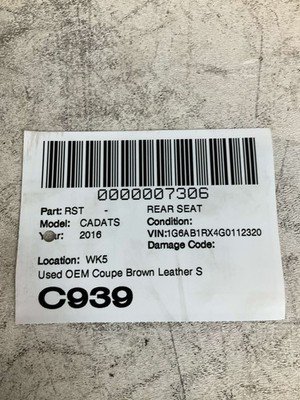 0000007306
Part: RST - REAR SEAT
Model: CADATS Condition:
Year: 2016 VIN:1G6AB1RX4G0112320
Damage Code:
Location: WK5
Used OEM Coupe Brown Leather S
C939